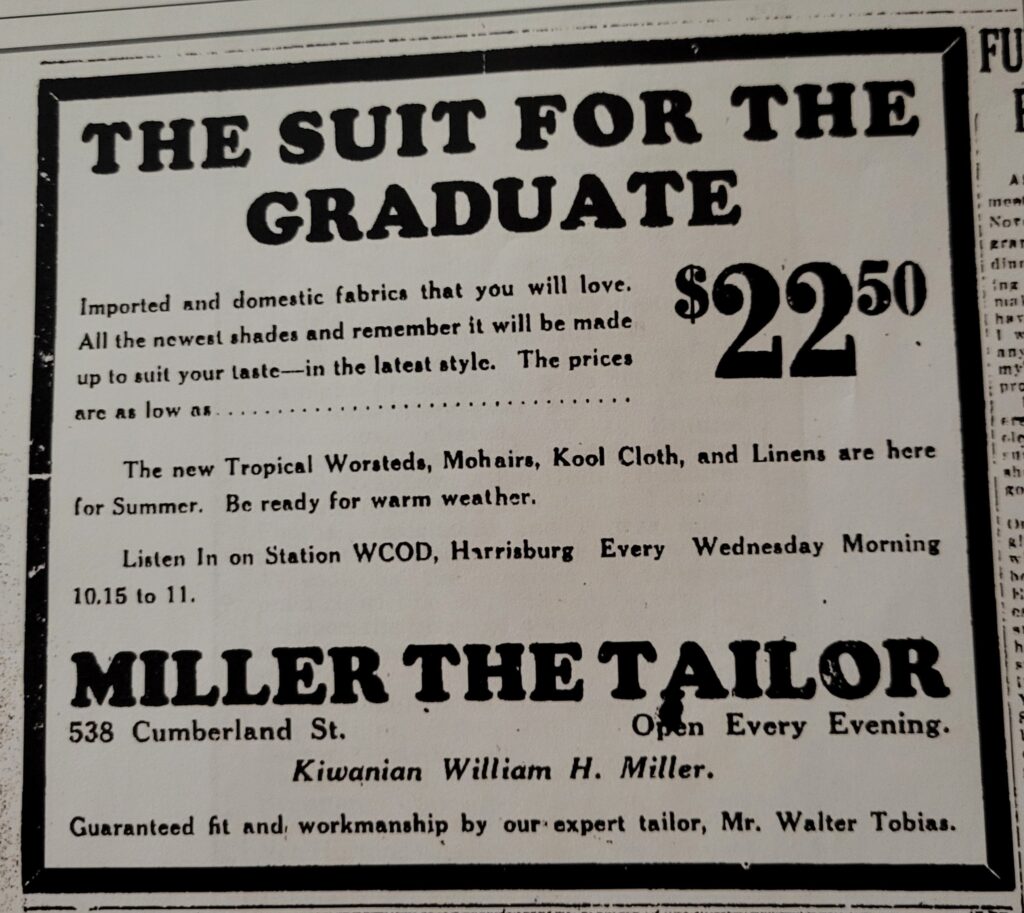 THE SUIT FOR THE
GRADUATE
Imported and domestic fabrics that you will love.
All the newest shades and remember it will be made
up to suit your taste—in the latest style. The prices
are as low as..................................
$22.50
The new Tropical Worsteds, Mohairs, Kool Cloth, and Linens are here
for Summer. Be ready for warm weather.
Listen In on Station WCOD, Harrisburg Every Wednesday Morning
10.15 to 11.
MILLER THE TAILOR
538 Cumberland St. Open Every Evening.
Kiwanian William H. Miller.
Guaranteed fit and workmanship by our expert tailor, Mr. Walter Tobias.